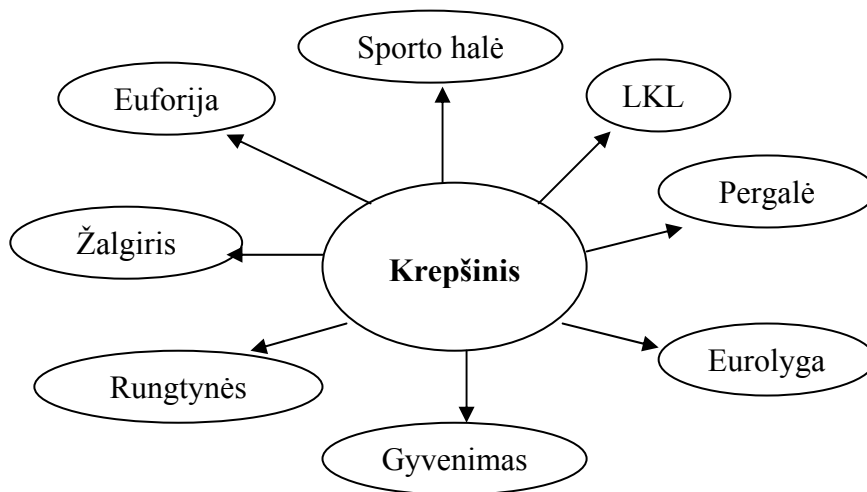 Sporto halė
Euforija
LKL
Pergalė
Žalgiris
Krepšinis
Eurolyga
Rungtynės
Gyvenimas